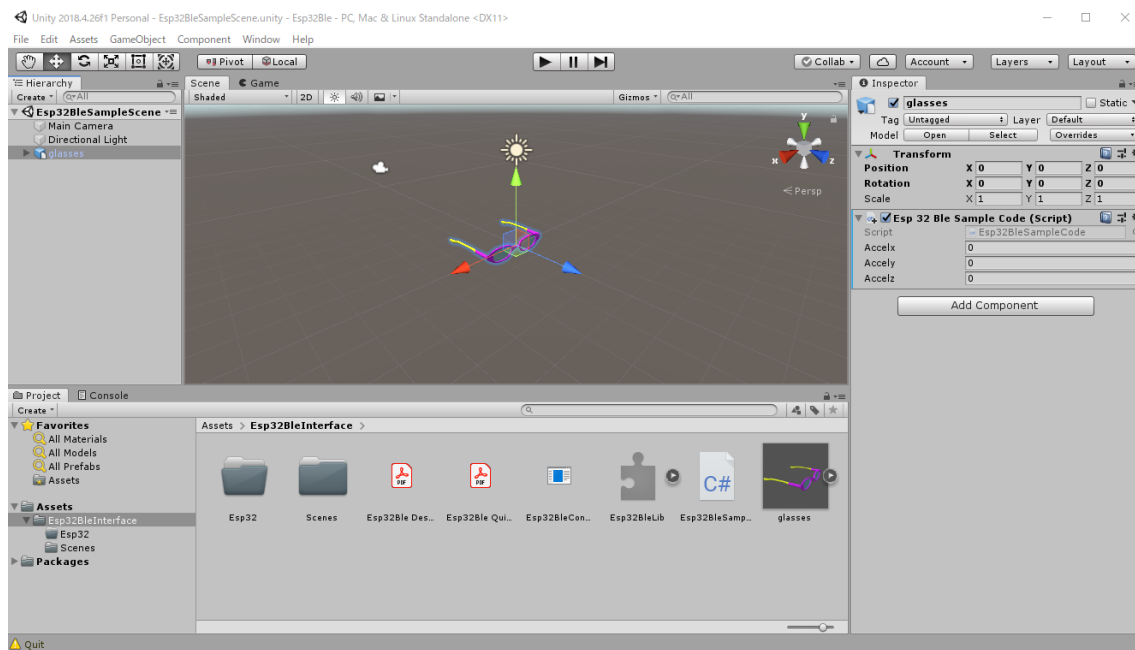 Unity 2018.4.26f1 Personal - Esp32BleSampleScene.unity - Esp32Ble - PC, Mac & Linux Standalone <DX11>
File Edit Assets GameObject Component Window Help
Pivot Local Collab Account Layers Layout
Hierarchy Scene Game Inspector
Create All Shaded 2D Gizmos All glasses Static
Esp32BleSampleScene Tag Untagged Layer Default
Main Camera Model Open Select Overrides
Directional Light
glasses
y
x z
Persp
Transform
Position X 0 Y 0 Z 0
Rotation X 0 Y 0 Z 0
Scale X 1 Y 1 Z 1
Esp 32 Ble Sample Code (Script)
Script Esp32BleSampleCode
Accelx 0
Accely 0
Accelz 0
Add Component
Project Console
Create
Favorites
All Materials
All Models
All Prefabs
Assets
Assets
Esp32BleInterface
Esp32
Scenes
Packages
Assets > Esp32BleInterface >
PDF PDF C#
Esp32 Scenes Esp32Ble Des... Esp32Ble Qui... Esp32BleCon... Esp32BleLib Esp32BleSamp... glasses
Quit